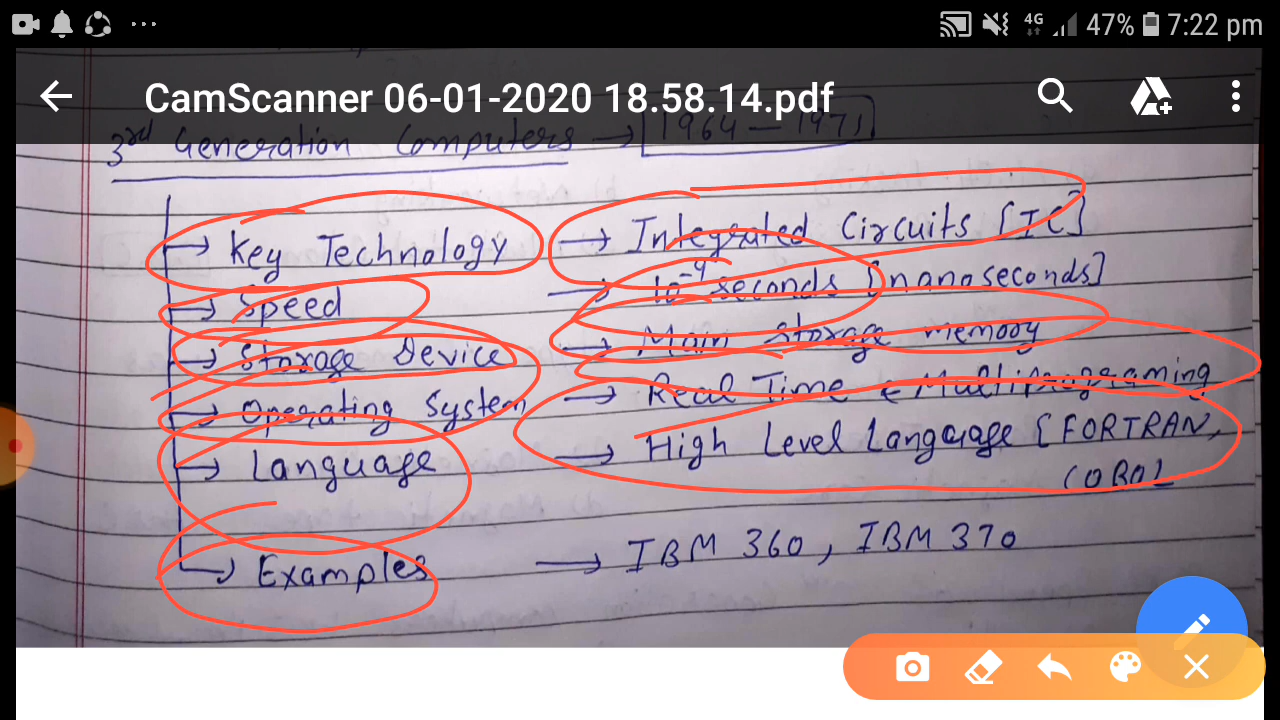 4G 47% 7:22 pm
CamScanner 06-01-2020 18.58.14.pdf
3rd Generation Computers → [1964 – 1971]
→ Key Technology → Integrated Circuits [IC]
→ Speed → 10⁻⁹ seconds [nanoseconds]
→ Storage Device → Main Storage memory
→ Operating System → Real Time & Multiprograming
→ Language → High Level Language [FORTRAN,
COBOL
→ Examples → IBM 360, IBM 370